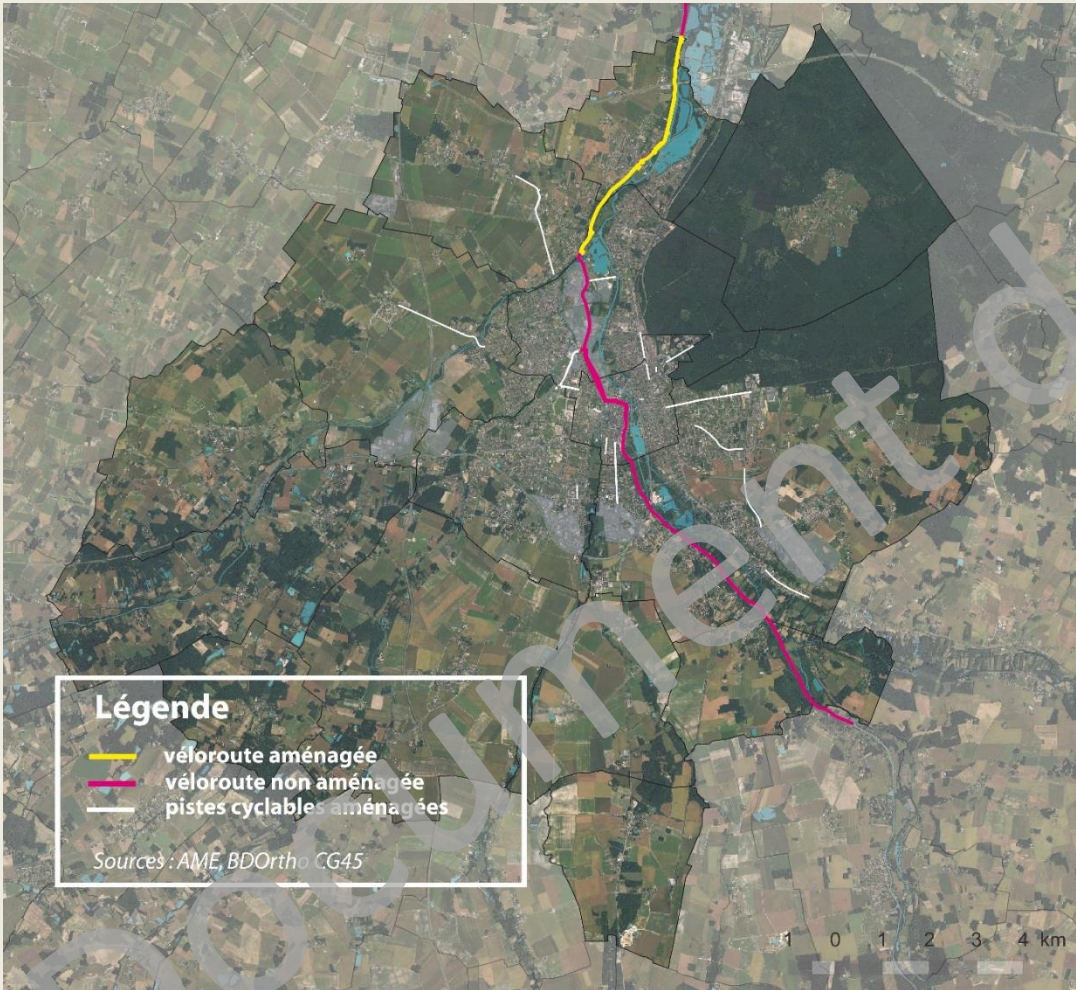 Légende
véloroute aménagée
véloroute non aménagée
pistes cyclables aménagées
Sources : AME, BDOrtho CG45
1 0 1 2 3 4 km
Document d